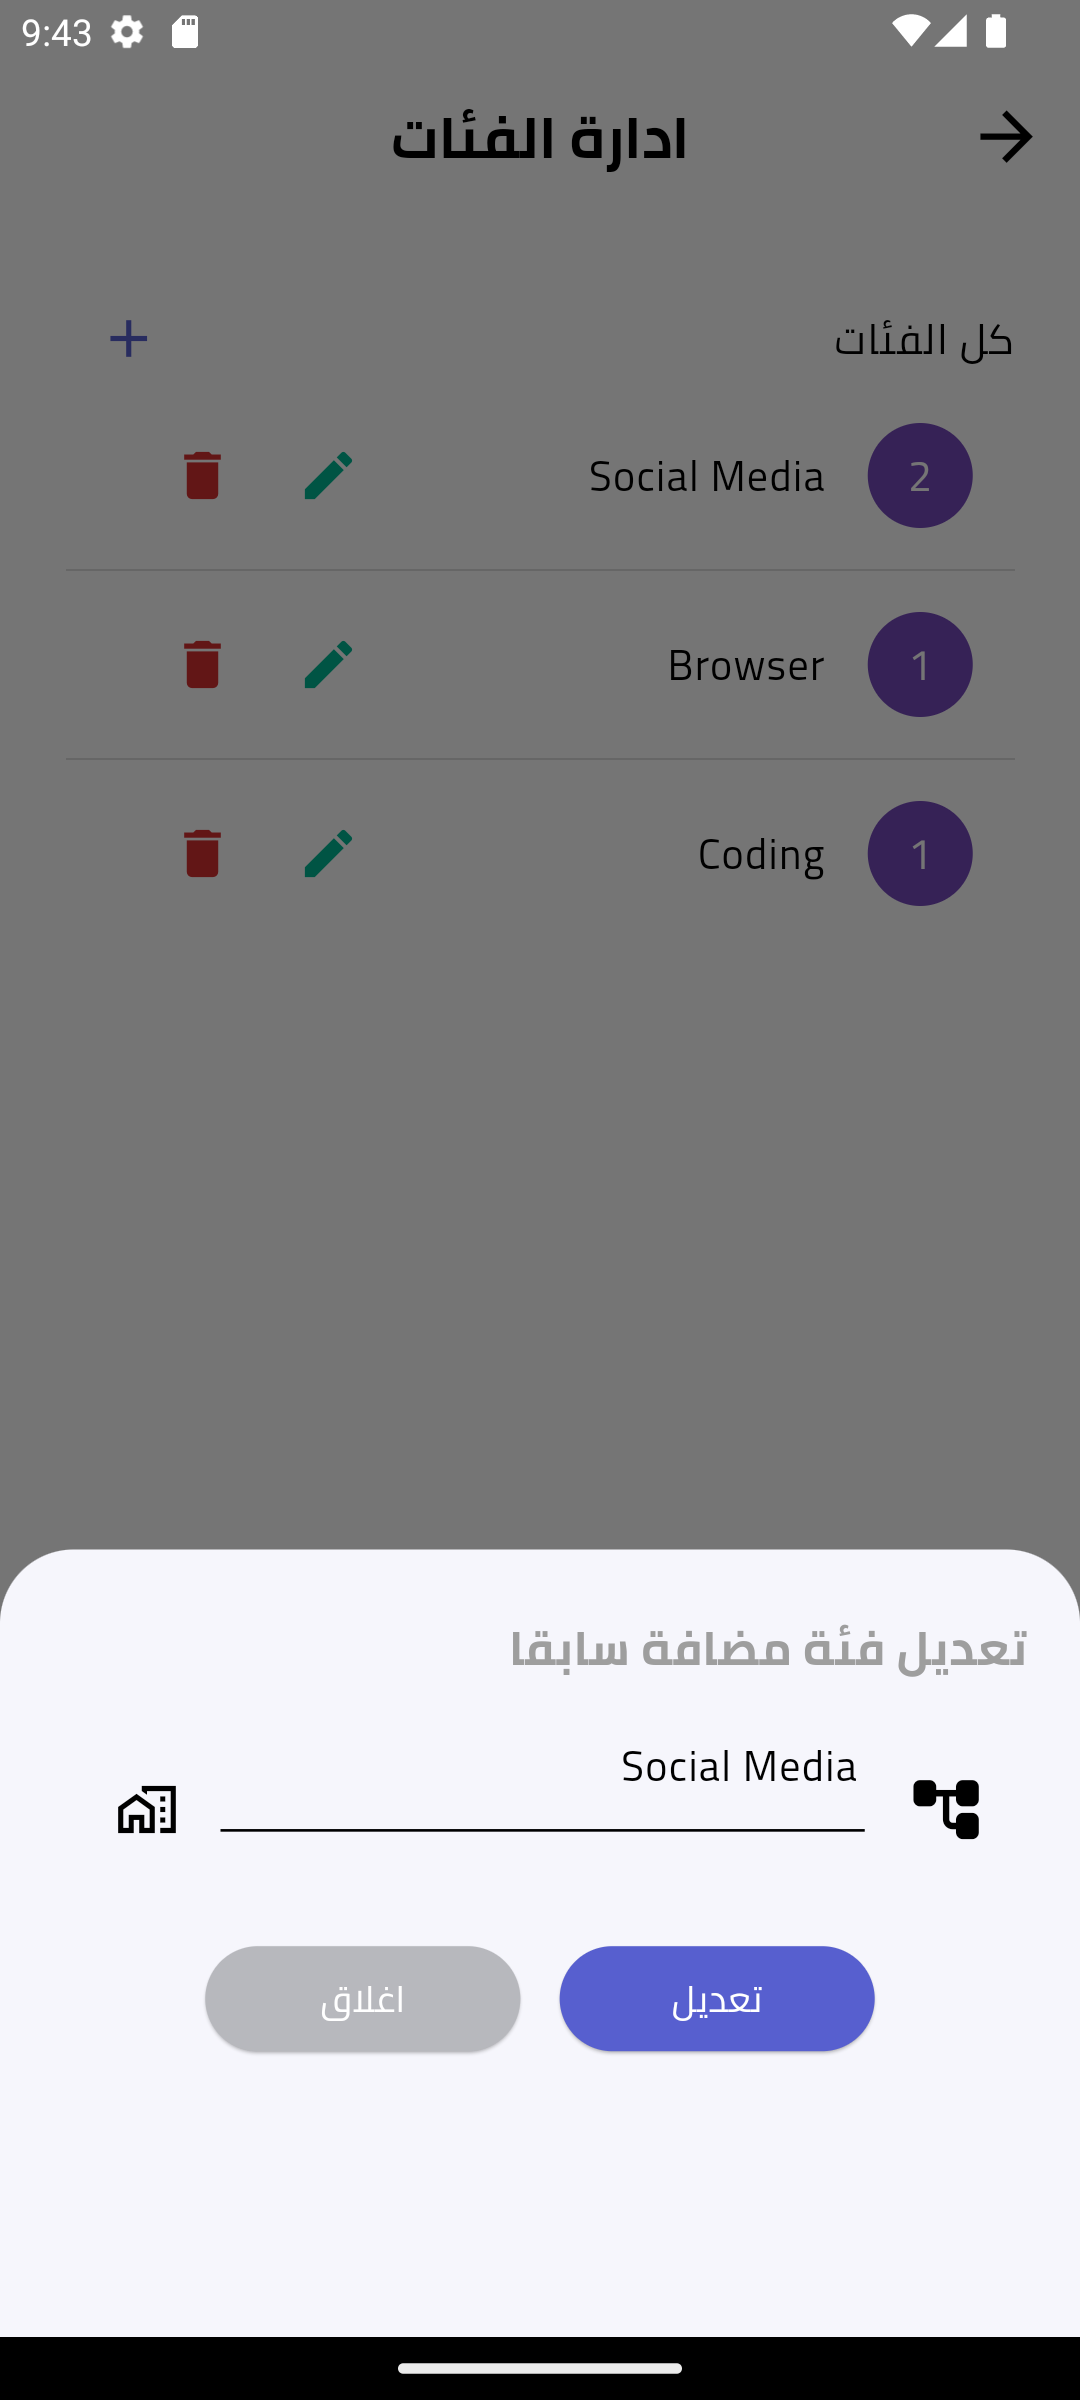 9:43
ادارة الفئات
كل الفئات
2 Social Media
1 Browser
1 Coding
تعديل فئة مضافة سابقا
Social Media
تعديل
اغلاق